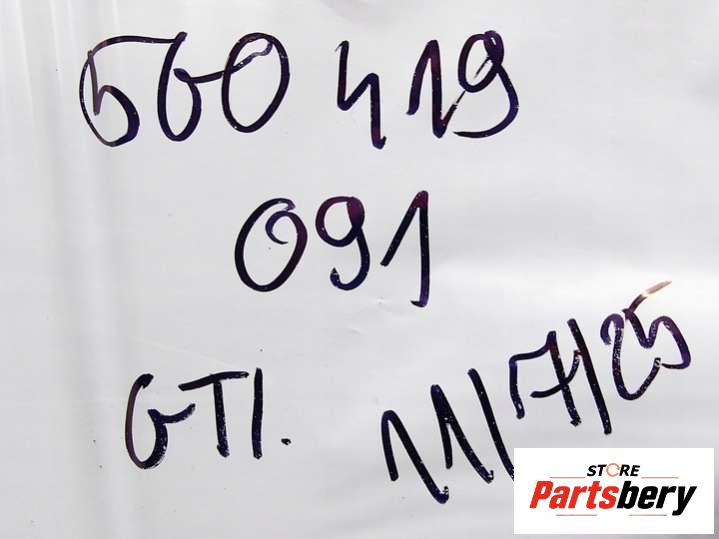 5G0 419
091
GTI.
11/7/25
STORE
Partsbery